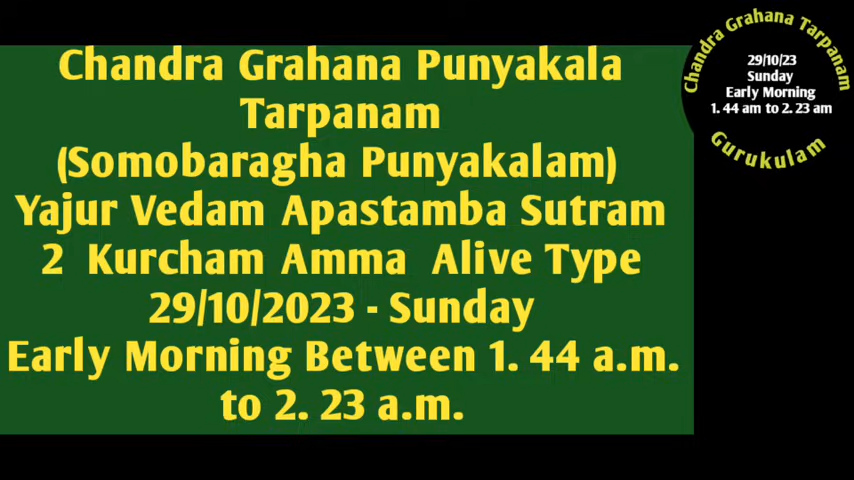 Chandra Grahana Punyakala
Tarpanam
(Somobaragha Punyakalam)
Yajur Vedam Apastamba Sutram
2 Kurcham Amma Alive Type
29/10/2023 - Sunday
Early Morning Between 1. 44 a.m.
to 2. 23 a.m.
Chandra Grahana Tarpanam
29/10/23
Sunday
Early Morning
1. 44 am to 2. 23 am
Gurukulam